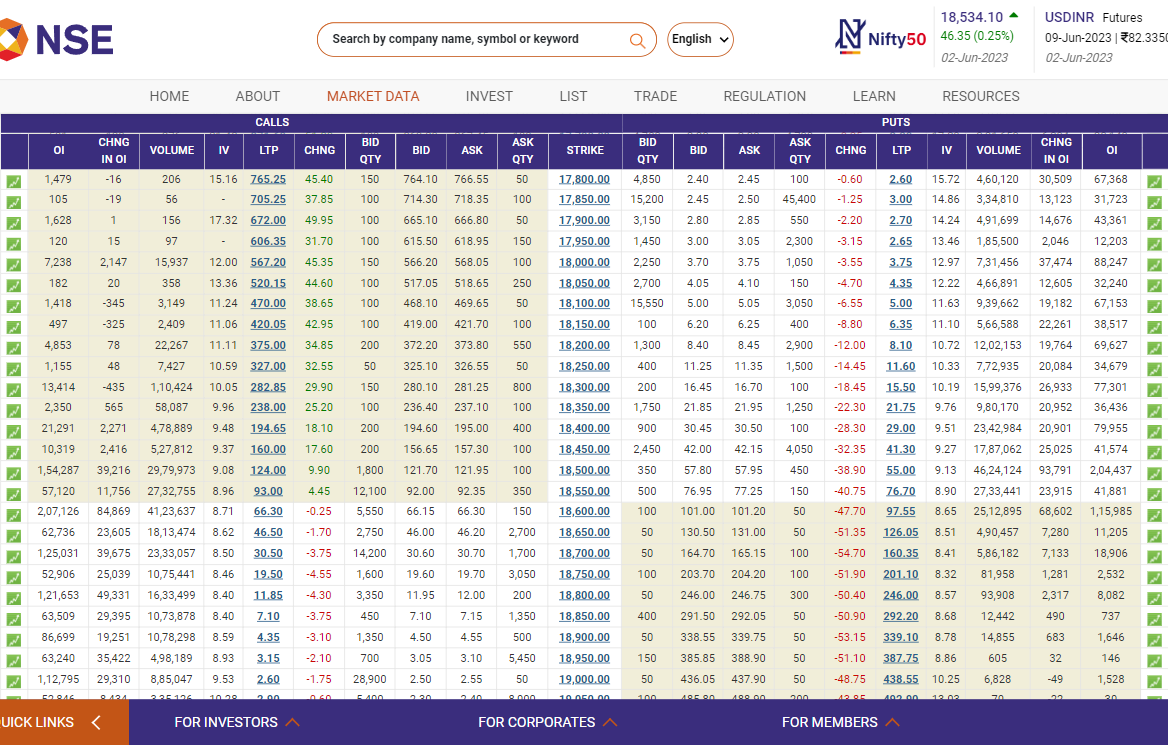 NSE
Search by company name, symbol or keyword
English
Nifty50
18,534.10
46.35 (0.25%)
02-Jun-2023
USDINR Futures
09-Jun-2023 | ₹82.3350
02-Jun-2023
HOME ABOUT MARKET DATA INVEST LIST TRADE REGULATION LEARN RESOURCES
CALLS PUTS
OI CHNG IN OI VOLUME IV LTP CHNG BID QTY BID ASK ASK QTY STRIKE BID QTY BID ASK ASK QTY CHNG LTP IV VOLUME CHNG IN OI OI
1,479 -16 206 15.16 765.25 45.40 150 764.10 766.55 50 17,800.00 4,850 2.40 2.45 100 -0.60 2.60 15.72 4,60,120 30,509 67,368
105 -19 56 - 705.25 37.85 100 714.30 718.35 100 17,850.00 15,200 2.45 2.50 45,400 -1.25 3.00 14.86 3,34,810 13,123 31,723
1,628 1 156 17.32 672.00 49.95 100 665.10 666.80 50 17,900.00 3,150 2.80 2.85 550 -2.20 2.70 14.24 4,91,699 14,676 43,361
120 15 97 - 606.35 31.70 100 615.50 618.95 150 17,950.00 1,450 3.00 3.05 2,300 -3.15 2.65 13.46 1,85,500 2,046 12,203
7,238 2,147 15,937 12.00 567.20 45.35 150 566.20 568.05 100 18,000.00 2,250 3.70 3.75 1,050 -3.55 3.75 12.97 7,31,456 37,474 88,247
182 20 358 13.36 520.15 44.60 100 517.05 518.65 250 18,050.00 2,700 4.05 4.10 150 -4.70 4.35 12.22 4,66,891 12,605 32,240
1,418 -345 3,149 11.24 470.00 38.65 100 468.10 469.65 50 18,100.00 15,550 5.00 5.05 3,050 -6.55 5.00 11.63 9,39,662 19,182 67,153
497 -325 2,409 11.06 420.05 42.95 100 419.00 421.70 100 18,150.00 100 6.20 6.25 400 -8.80 6.35 11.10 5,66,588 22,261 38,517
4,853 78 22,267 11.11 375.00 34.85 200 372.20 373.80 550 18,200.00 1,300 8.40 8.45 2,900 -12.00 8.10 10.72 12,02,153 19,764 69,627
1,155 48 7,427 10.59 327.00 32.55 50 325.10 326.55 50 18,250.00 400 11.25 11.35 1,500 -14.45 11.60 10.33 7,72,935 20,084 34,679
13,414 -435 1,10,424 10.05 282.85 29.90 150 280.10 281.25 800 18,300.00 200 16.45 16.70 100 -18.45 15.50 10.19 15,99,376 26,933 77,301
2,350 565 58,087 9.96 238.00 25.20 100 236.40 237.10 100 18,350.00 1,750 21.85 21.95 1,250 -22.30 21.75 9.76 9,80,170 20,952 36,436
21,291 2,271 4,78,889 9.48 194.65 18.10 200 194.60 195.00 400 18,400.00 900 30.45 30.50 100 -28.30 29.00 9.51 23,42,984 20,901 79,955
10,319 2,416 5,27,812 9.37 160.00 17.60 200 156.65 157.30 100 18,450.00 2,450 42.00 42.15 4,050 -32.35 41.30 9.27 17,87,062 25,025 41,574
1,54,287 39,216 29,79,973 9.08 124.00 9.90 1,800 121.70 121.95 100 18,500.00 350 57.80 57.95 450 -38.90 55.00 9.13 46,24,124 93,791 2,04,437
57,120 11,756 27,32,755 8.96 93.00 4.45 12,100 92.00 92.35 350 18,550.00 500 76.95 77.25 150 -40.75 76.70 8.90 27,33,441 23,915 41,881
2,07,126 84,869 41,23,637 8.71 66.30 -0.25 5,550 66.15 66.30 150 18,600.00 100 101.00 101.20 50 -47.70 97.55 8.65 25,12,895 68,602 1,15,985
62,736 23,605 18,13,474 8.62 46.50 -1.70 2,750 46.00 46.20 2,700 18,650.00 50 130.50 131.00 50 -51.35 126.05 8.51 4,90,457 7,280 11,205
1,25,031 39,675 23,33,057 8.50 30.50 -3.75 14,200 30.60 30.70 1,700 18,700.00 50 164.70 165.15 100 -54.70 160.35 8.41 5,86,182 7,133 18,906
52,906 25,039 10,75,441 8.46 19.50 -4.55 1,600 19.60 19.70 3,050 18,750.00 100 203.70 204.20 100 -51.90 201.10 8.32 81,958 1,281 2,532
1,21,653 49,331 16,33,499 8.40 11.85 -4.30 3,350 11.95 12.00 200 18,800.00 50 246.00 246.75 300 -50.40 246.00 8.57 93,908 2,317 8,082
63,509 29,395 10,73,878 8.40 7.10 -3.75 450 7.10 7.15 1,350 18,850.00 400 291.50 292.05 50 -50.90 292.20 8.68 12,442 490 737
86,699 19,251 10,78,298 8.59 4.35 -3.10 1,350 4.50 4.55 500 18,900.00 50 338.55 339.75 50 -53.15 339.10 8.78 14,855 683 1,646
63,240 35,422 4,98,189 8.93 3.15 -2.10 700 3.05 3.10 5,450 18,950.00 150 385.85 388.90 50 -51.10 387.75 8.86 605 32 146
1,12,795 29,310 8,85,047 9.53 2.60 -1.75 28,900 2.50 2.55 50 19,000.00 50 436.05 437.90 50 -48.75 438.55 10.25 6,828 -49 1,528
UICK LINKS FOR INVESTORS FOR CORPORATES FOR MEMBERS